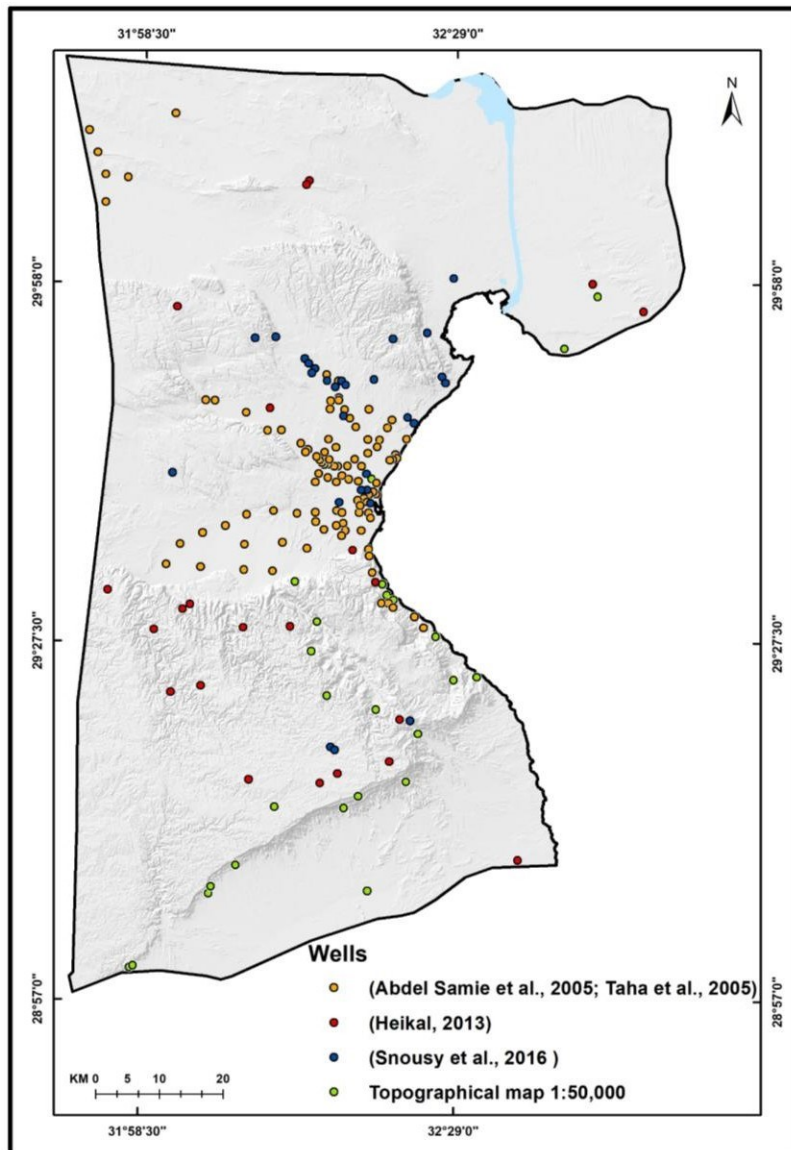 31°58'30" 32°29'0"
N
29°58'0" 29°58'0"
29°27'30" 29°27'30"
Wells
(Abdel Samie et al., 2005; Taha et al., 2005)
28°57'0" 28°57'0"
(Heikal, 2013)
(Snousy et al., 2016 )
KM 0 5 10 20
Topographical map 1:50,000
31°58'30" 32°29'0"